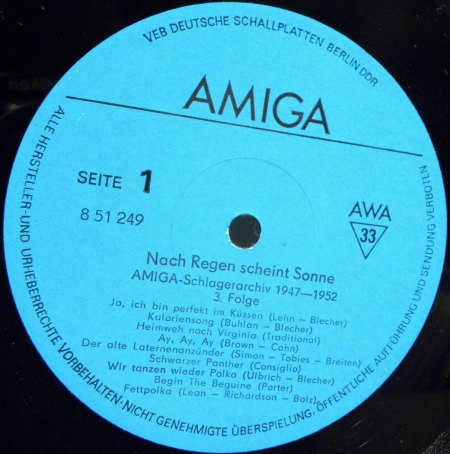 VEB DEUTSCHE SCHALLPLATTEN BERLIN DDR
AMIGA
SEITE 1
8 51 249
AWA
33
Nach Regen scheint Sonne
AMIGA-Schlagerarchiv 1947—1952
3. Folge
Ja, ich bin perfekt im Küssen (Lehn – Blecher)
Kaloriensong (Buhlan – Blecher)
Heimweh nach Virginia (Traditional)
Ay, Ay, Ay (Brown – Cahn)
Der alte Laternenanzünder (Simon – Tobies – Breiten)
Schwarzer Panther (Consiglio)
Wir tanzen wieder Polka (Ulbrich – Blecher)
Begin The Beguine (Porter)
Fettpolka (Lean – Richardson – Balz)
ALLE HERSTELLER-UND URHEBERRECHTE VORBEHALTEN-NICHT GENEHMIGTE ÜBERSPIELUNG, ÖFFENTLICHE AUFFÜHRUNG UND SENDUNG VERBOTEN